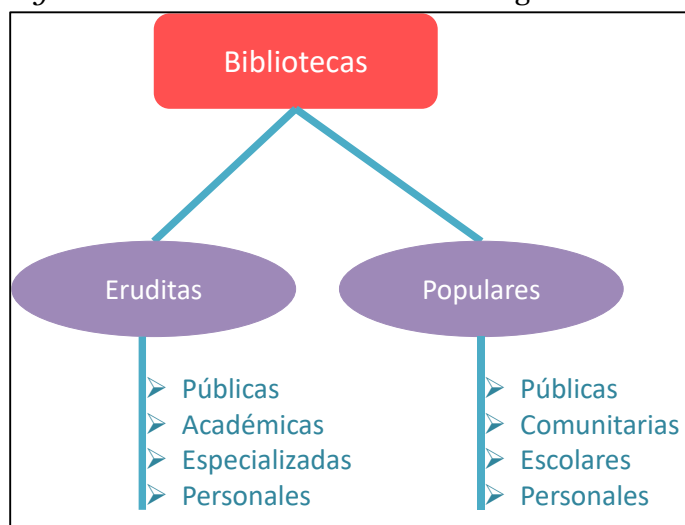 Bibliotecas
Eruditas
Populares
Públicas
Académicas
Especializadas
Personales
Públicas
Comunitarias
Escolares
Personales